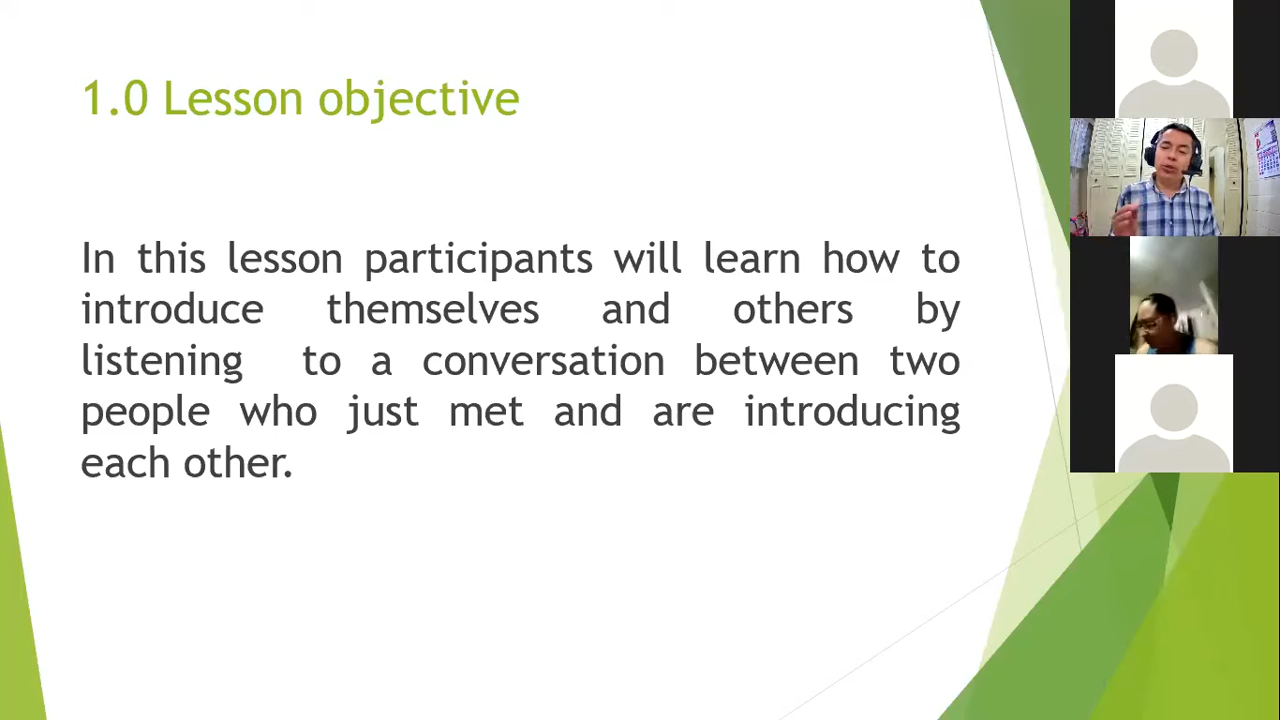 1.0 Lesson objective
In this lesson participants will learn how to
introduce themselves and others by
listening to a conversation between two
people who just met and are introducing
each other.